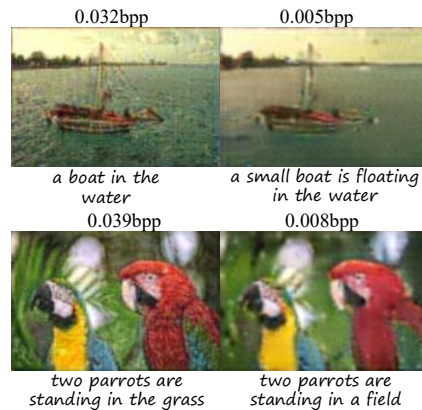 0.032bpp 0.005bpp
a boat in the
water
a small boat is floating
in the water
0.039bpp 0.008bpp
two parrots are
standing in the grass
two parrots are
standing in a field